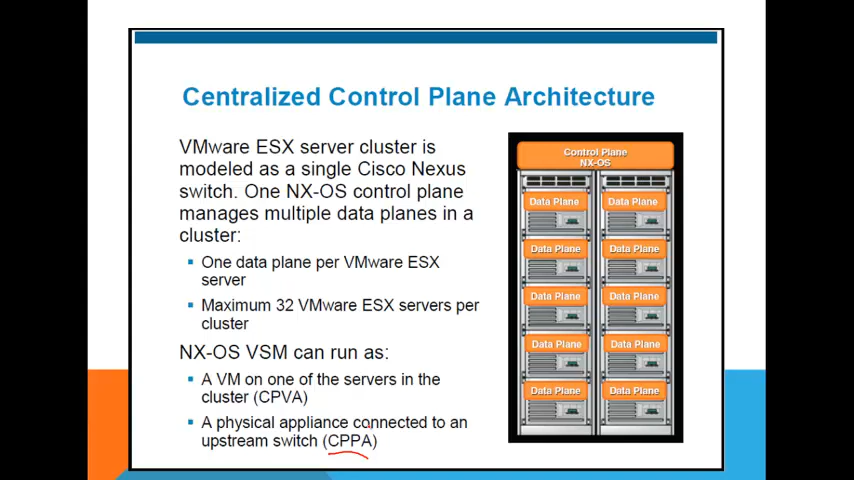 Centralized Control Plane Architecture
VMware ESX server cluster is
modeled as a single Cisco Nexus
switch. One NX-OS control plane
manages multiple data planes in a
cluster:
One data plane per VMware ESX
server
Maximum 32 VMware ESX servers per
cluster
NX-OS VSM can run as:
A VM on one of the servers in the
cluster (CPVA)
A physical appliance connected to an
upstream switch (CPPA)
Control Plane
NX-OS
Data Plane Data Plane
Data Plane Data Plane
Data Plane Data Plane
Data Plane Data Plane
Data Plane Data Plane